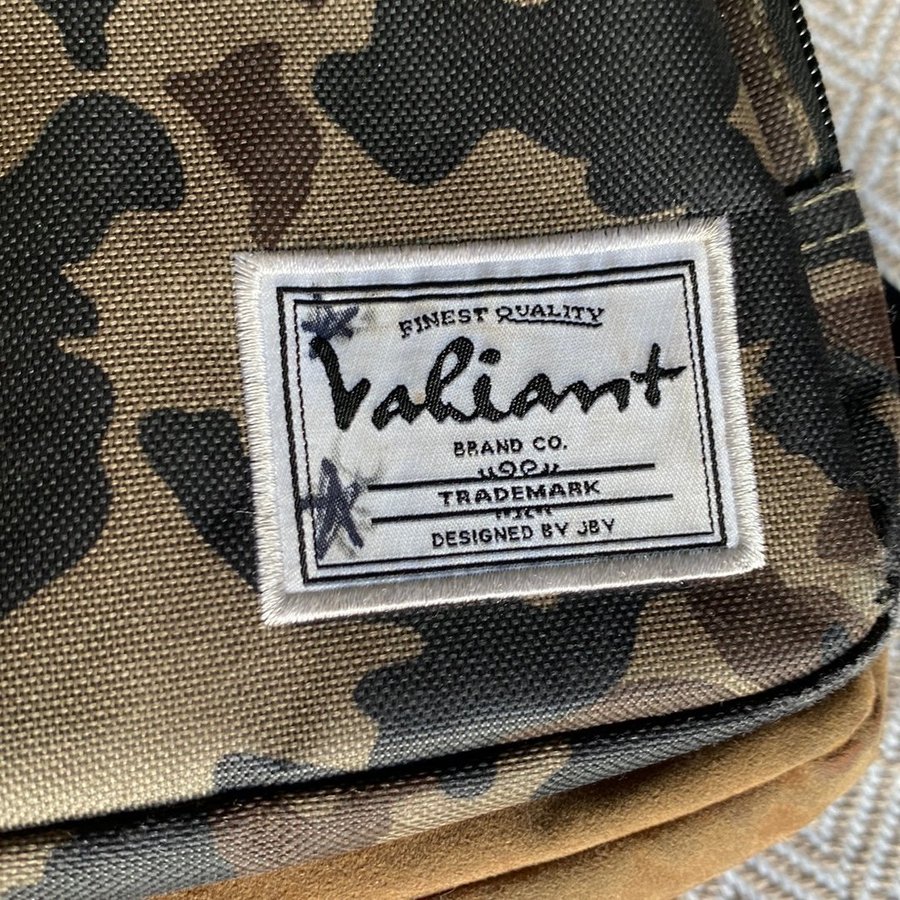 FINEST QUALITY
Valiant
BRAND CO.
TRADEMARK
DESIGNED BY JBY